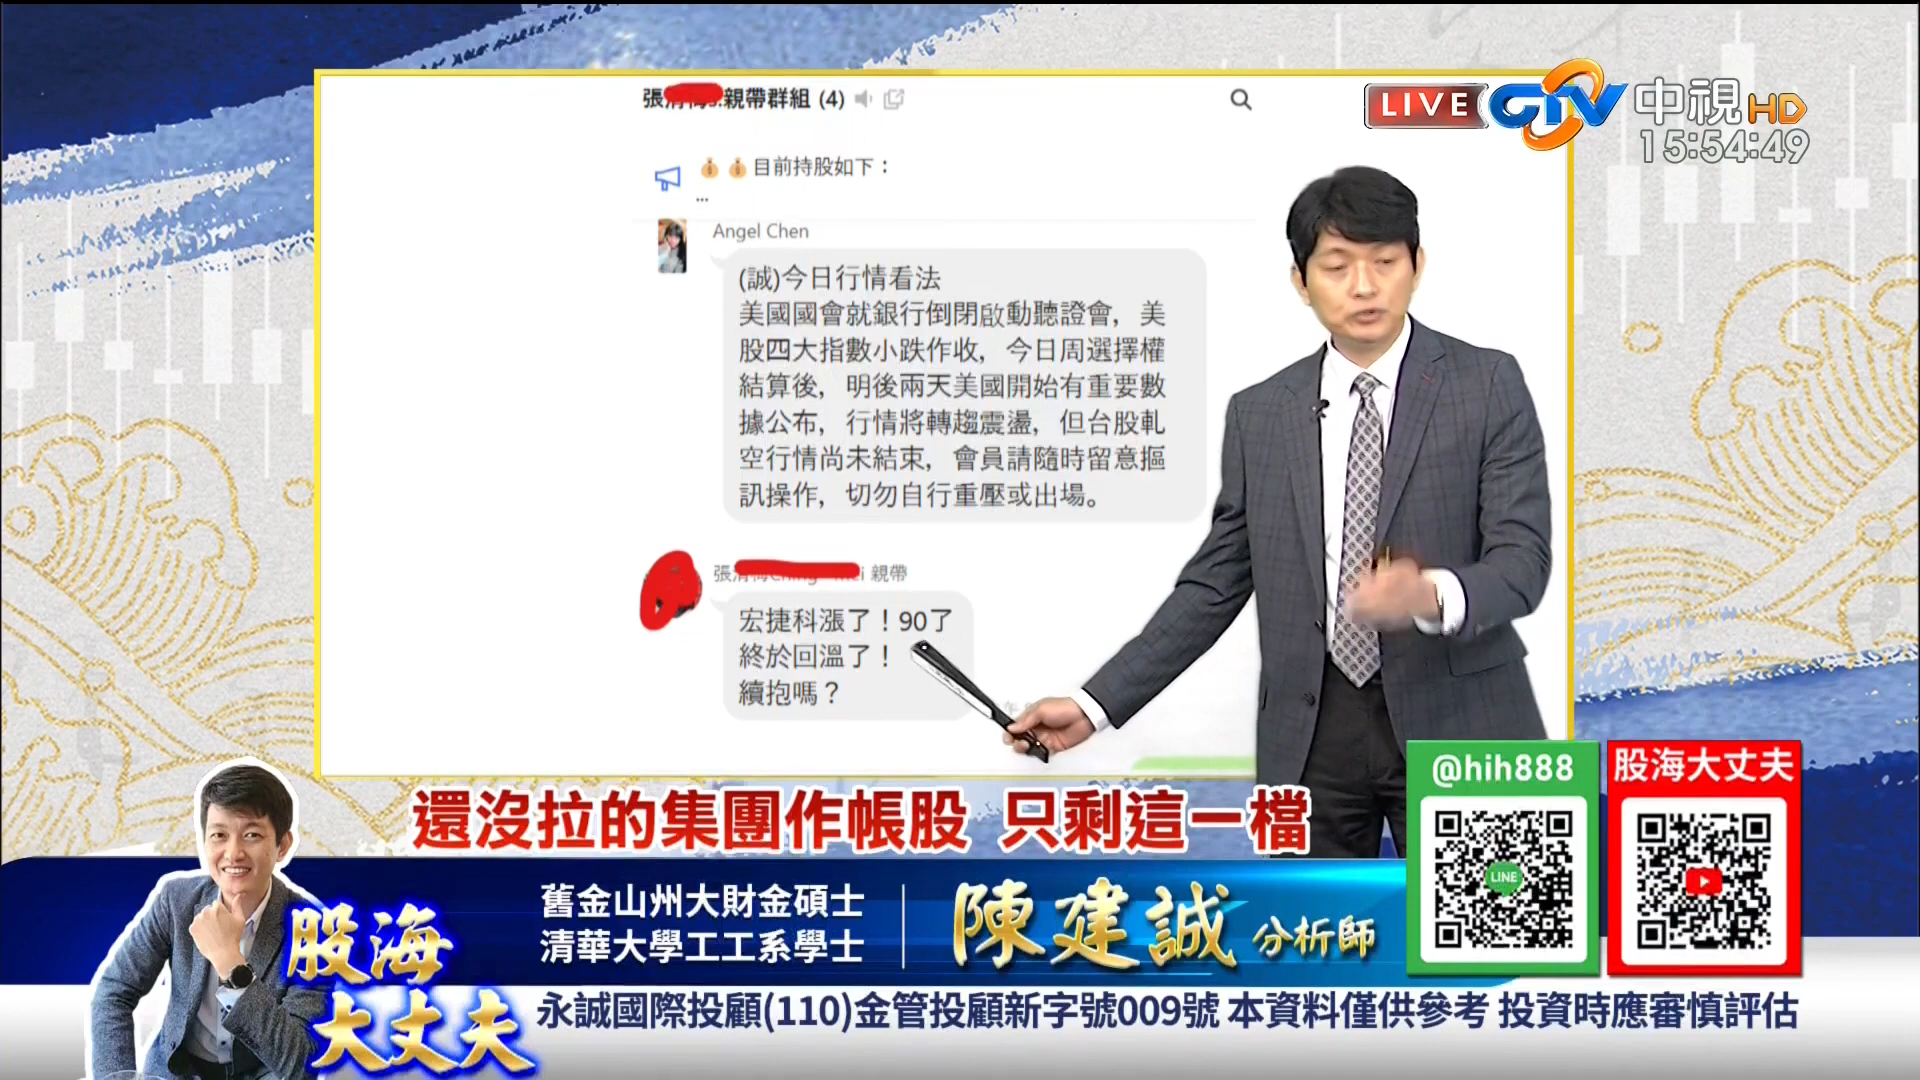 張 親帶群組 (4)
LIVE CTV 中視 HD
15:54:49
目前持股如下：
...
Angel Chen
(誠)今日行情看法
美國國會就銀行倒閉啟動聽證會，美
股四大指數小跌作收，今日周選擇權
結算後，明後兩天美國開始有重要數
據公布，行情將轉趨震盪，但台股軋
空行情尚未結束，會員請隨時留意摳
訊操作，切勿自行重壓或出場。
親帶
宏捷科漲了！90了
終於回溫了！
續抱嗎？
@hih888
股海大丈夫
LINE
還沒拉的集團作帳股 只剩這一檔
舊金山州大財金碩士
清華大學工工系學士
陳建誠 分析師
股海
大丈夫
永誠國際投顧(110)金管投顧新字號009號 本資料僅供參考 投資時應審慎評估